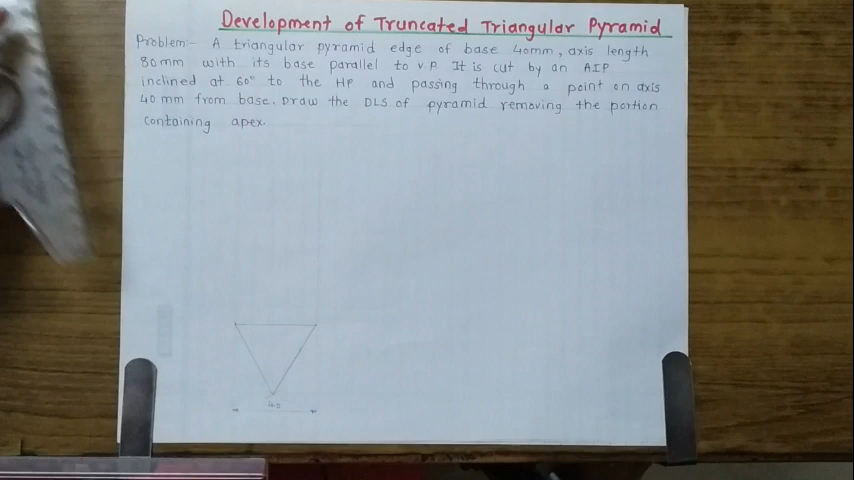 Development of Truncated Triangular Pyramid
Problem:- A triangular pyramid edge of base 40mm, axis length
80mm with its base parallel to V.P. It is cut by an AIP
inclined at 60° to the HP and passing through a point on axis
40 mm from base. Draw the DLS of pyramid removing the portion
containing apex.
40